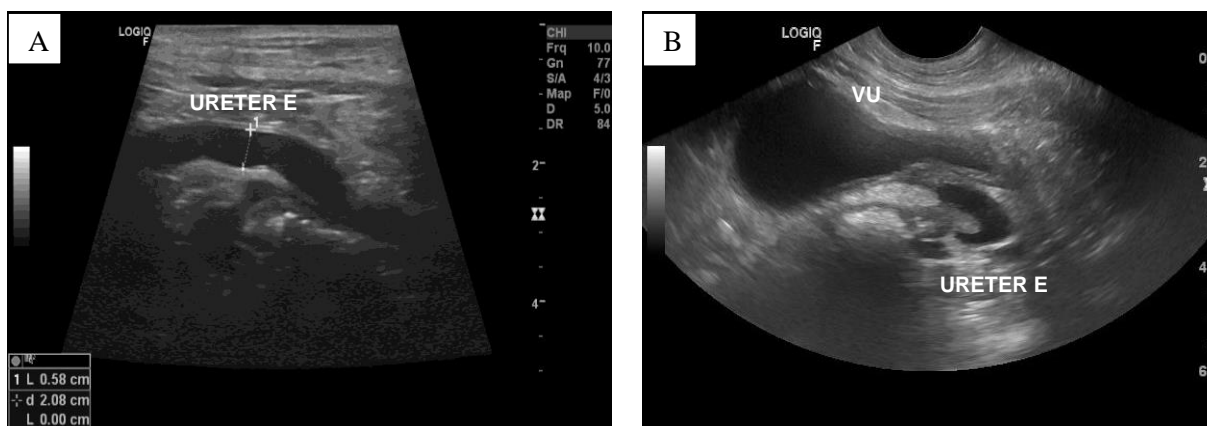 A
LOGIQ
F
URETER E
1
CHI
Frq 10.0
Gn 77
S/A 4/3
Map F/0
D 5.0
DR 84
2
4
1 L 0.58 cm
d 2.08 cm
L 0.00 cm
B
LOGIQ
F
VU
URETER E
0
2
4
6